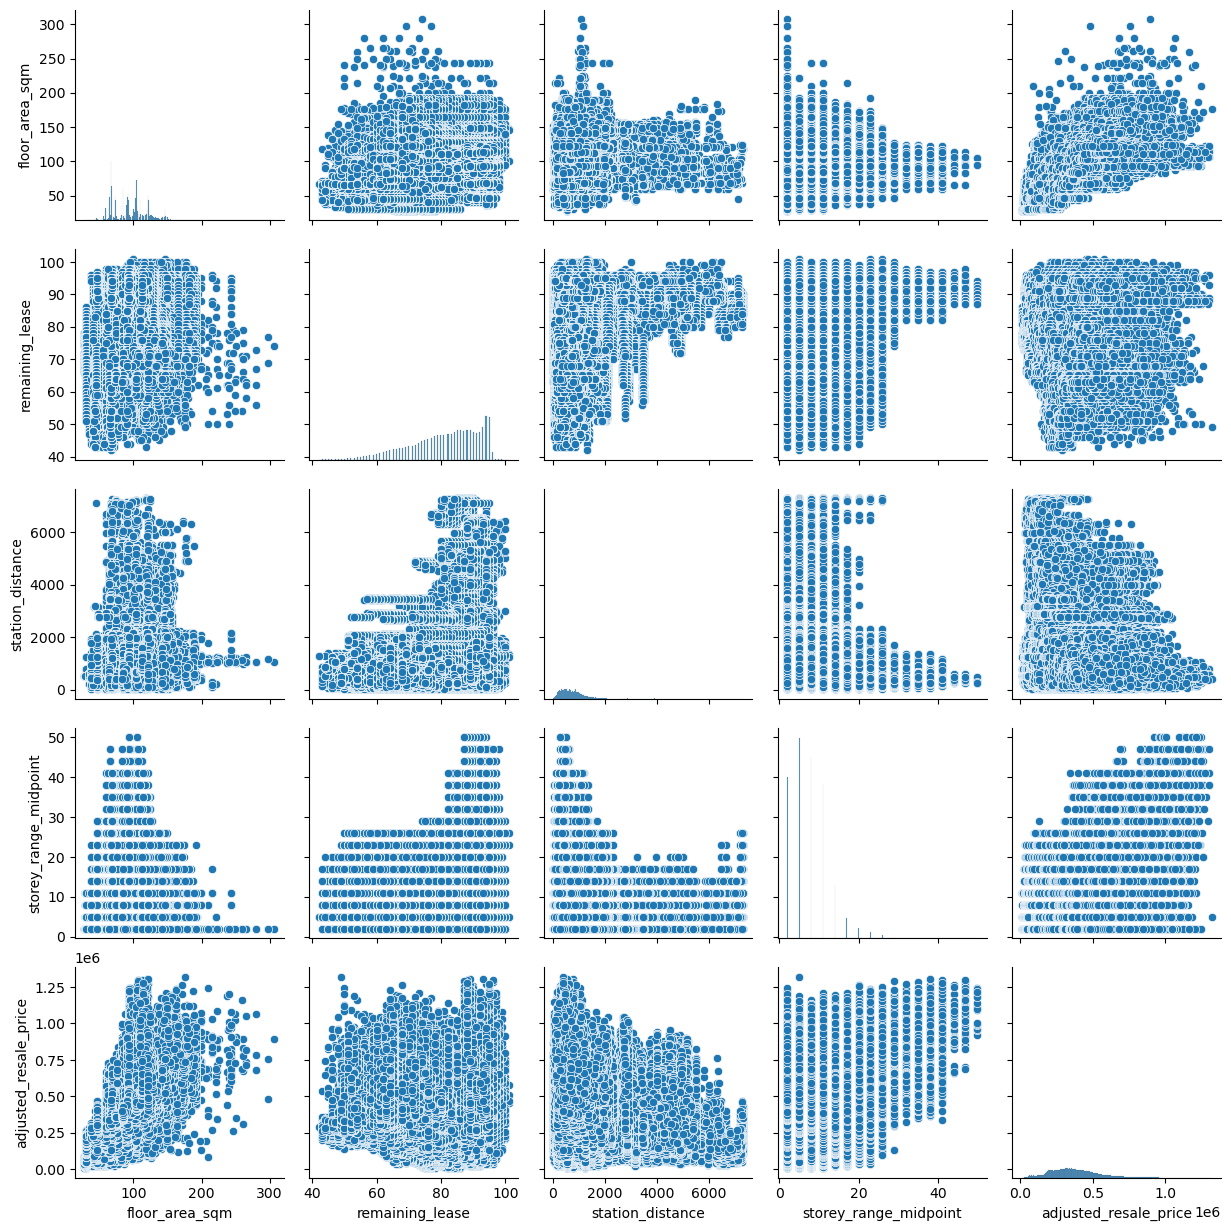 300
250
200
150
100
50
floor_area_sqm
100
90
80
70
60
50
40
remaining_lease
6000
4000
2000
0
station_distance
50
40
30
20
10
0
storey_range_midpoint
1e6
1.25
1.00
0.75
0.50
0.25
0.00
adjusted_resale_price
100 200 300
40 60 80 100
0 2000 4000 6000
0 20 40
0.0 0.5 1.0
1e6
floor_area_sqm
remaining_lease
station_distance
storey_range_midpoint
adjusted_resale_price